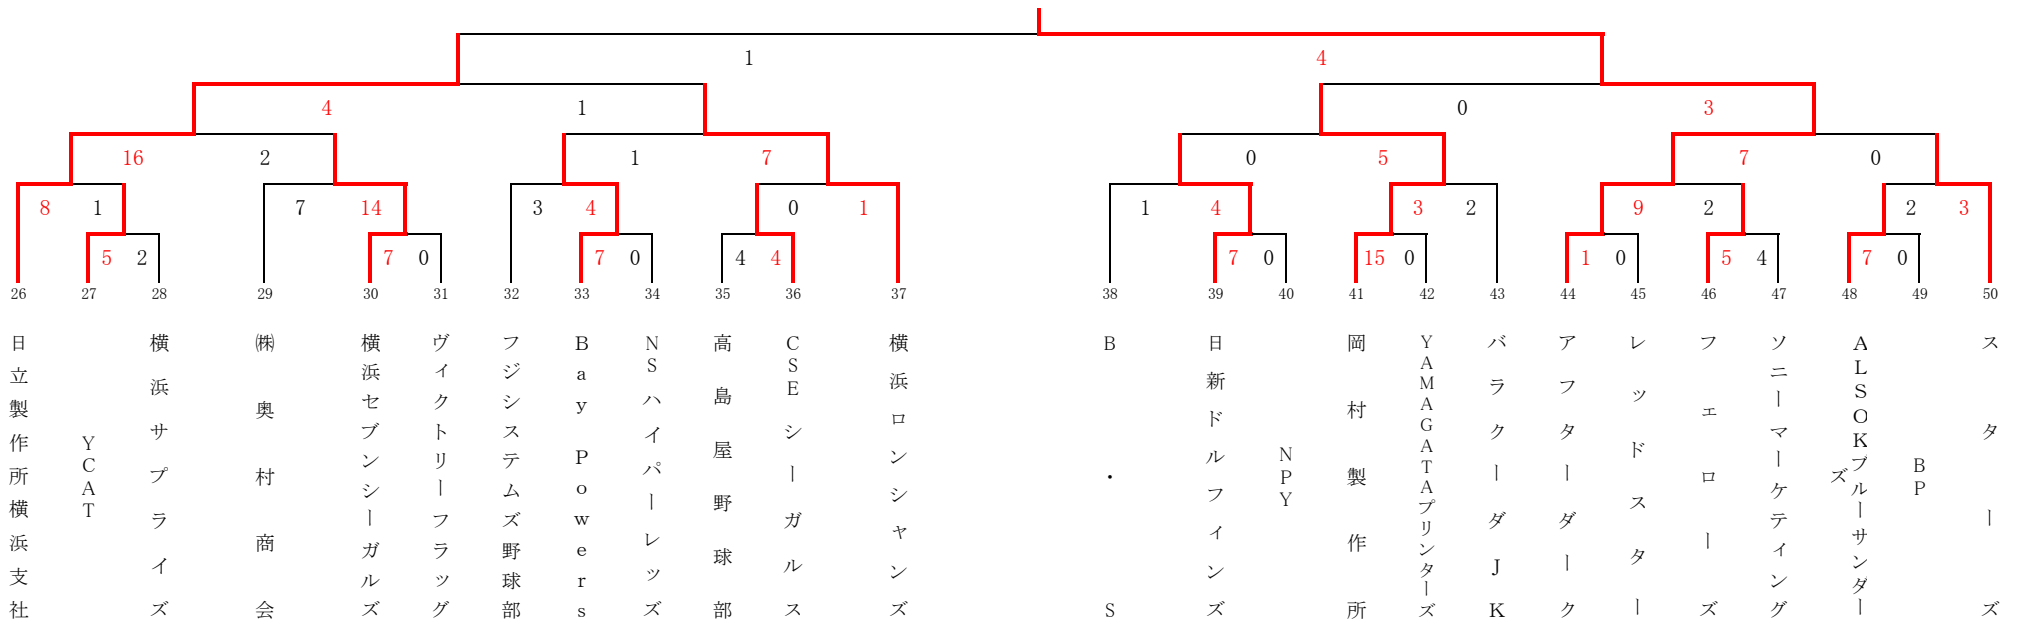 1 4
4 1 0 3
16 2 1 7 0 5 7 0
8 1 7 14 3 4 0 1 1 4 3 2 9 2 2 3
5 2 7 0 7 0 4 4 7 0 15 0 1 0 5 4 7 0
26 27 28 29 30 31 32 33 34 35 36 37 38 39 40 41 42 43 44 45 46 47 48 49 50
日立製作所横浜支社
YCAT
横浜サプライズ
㈱奥村商会
横浜セブンシーガルズ
ヴィクトリーフラッグ
フジシステムズ野球部
Bay Powers
NSハイパーレッズ
高島屋野球部
CSEシーガルス
横浜ロンシャンズ
B・S
日新ドルフィンズ
NPY
岡村製作所
YAMAGATAプリンターズ
バラクーダJK
アフターダーク
レッドスター
フェローズ
ソニーマーケティング
ALSOKブルーサンダー
ズ
BP
スターズ